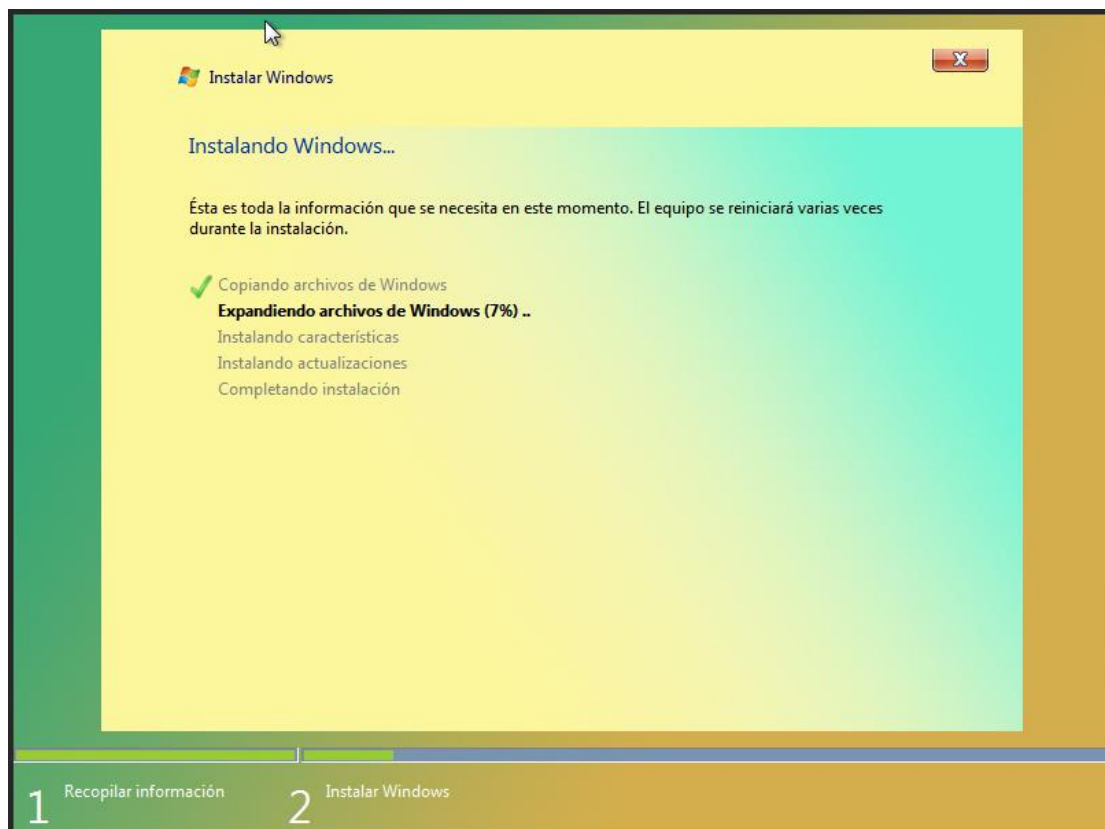 Instalar Windows
Instalando Windows...
Ésta es toda la información que se necesita en este momento. El equipo se reiniciará varias veces
durante la instalación.
Copiando archivos de Windows
Expandiendo archivos de Windows (7%) ..
Instalando características
Instalando actualizaciones
Completando instalación
1 Recopilar información 2 Instalar Windows